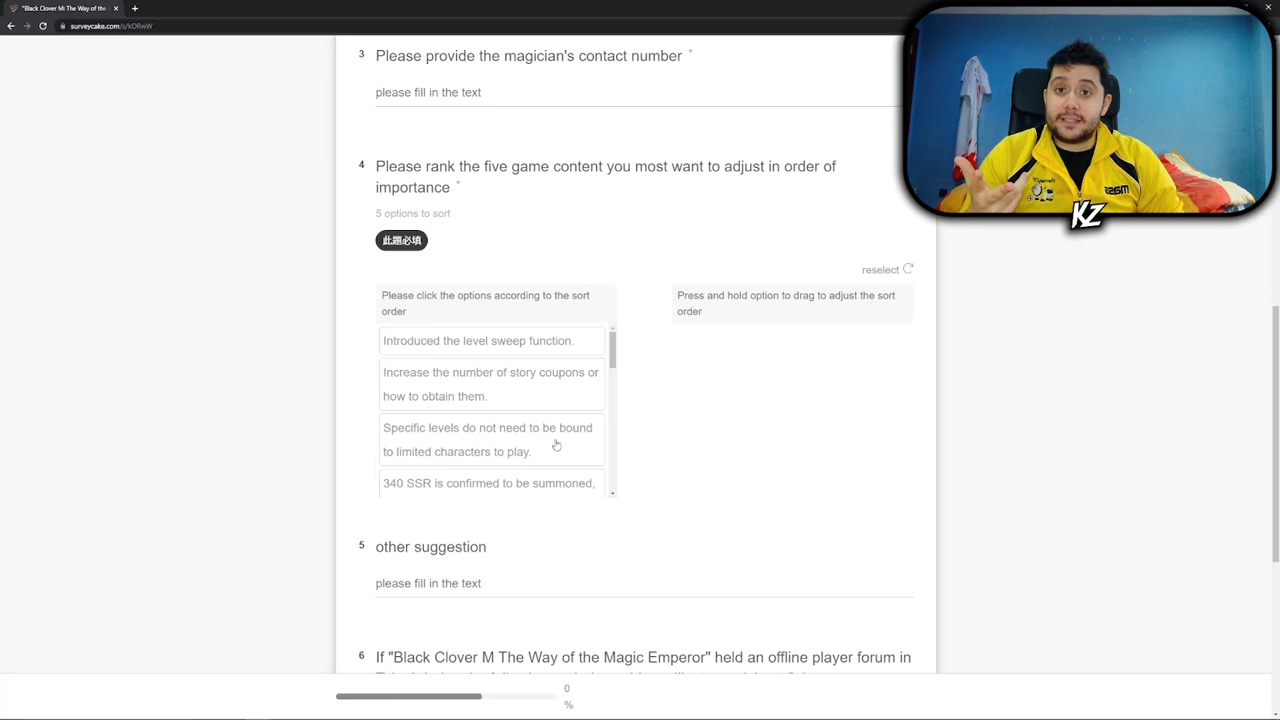 "Black Clover M: The Way of the
surveycake.com/s/kORwW
3 Please provide the magician's contact number *
please fill in the text
4 Please rank the five game content you most want to adjust in order of
importance *
5 options to sort
此題必填
reselect
Please click the options according to the sort
order
Press and hold option to drag to adjust the sort
order
Introduced the level sweep function.
Increase the number of story coupons or
how to obtain them.
Specific levels do not need to be bound
to limited characters to play.
340 SSR is confirmed to be summoned,
5 other suggestion
please fill in the text
6 If "Black Clover M The Way of the Magic Emperor" held an offline player forum in
0
%
KZ